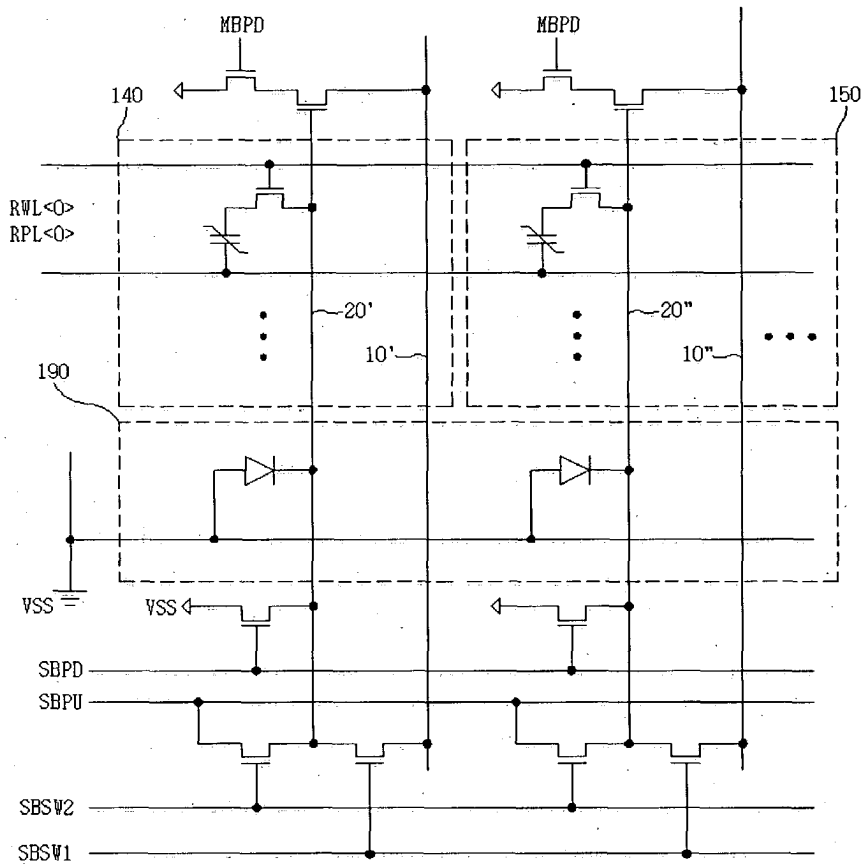 MBPD MBPD
140 150
RWL<0>
RPL<0>
20' 20"
10' 10"
190
VSS VSS
SBPD
SBPU
SBSW2
SBSW1